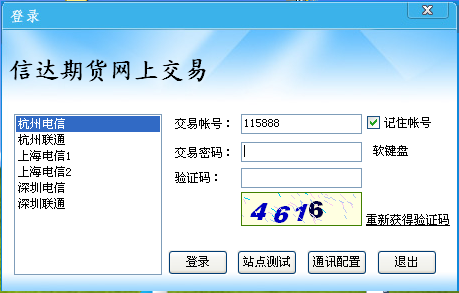 登录
信达期货网上交易
杭州电信
杭州联通
上海电信1
上海电信2
深圳电信
深圳联通
交易帐号： 115888 记住帐号
交易密码： 软键盘
验证码：
4616 重新获得验证码
登录 站点测试 通讯配置 退出